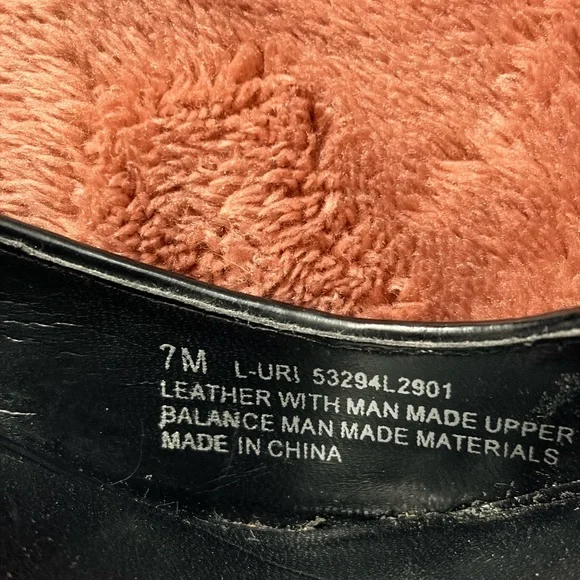 7M L-URI 53294L2901
LEATHER WITH MAN MADE UPPER
BALANCE MAN MADE MATERIALS
MADE IN CHINA